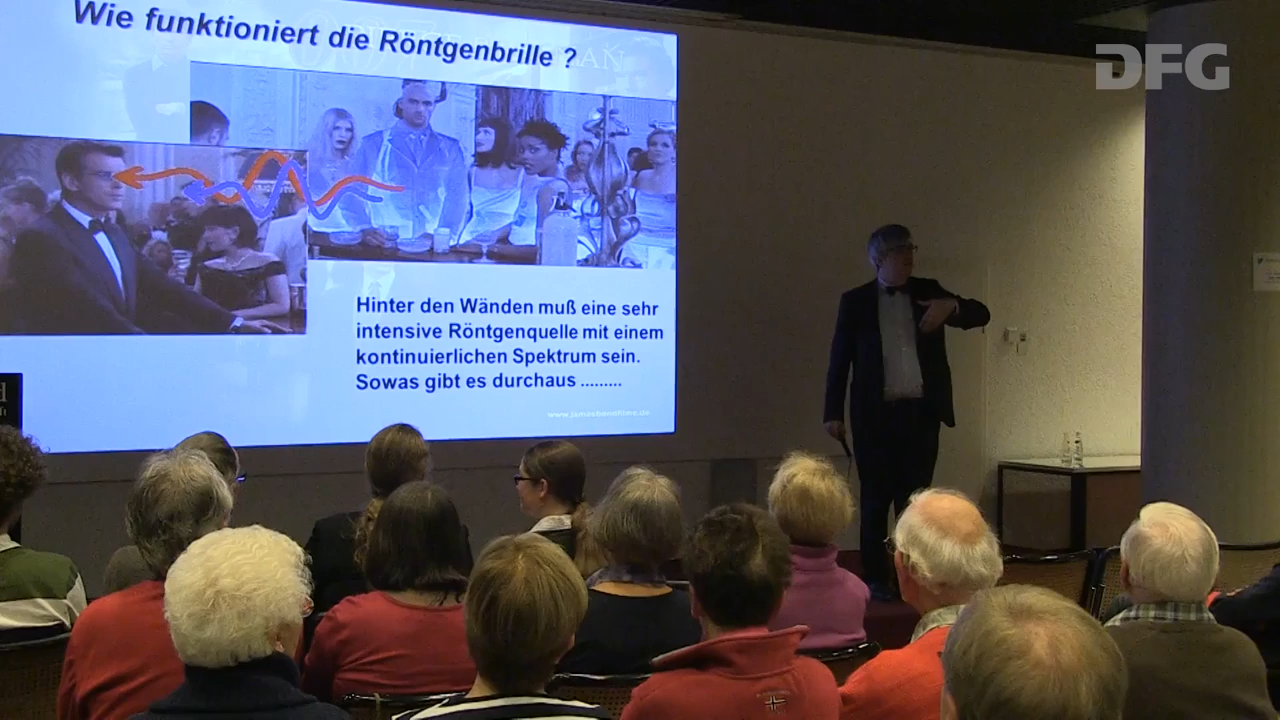 Wie funktioniert die Röntgenbrille ?
DFG
Hinter den Wänden muß eine sehr
intensive Röntgenquelle mit einem
kontinuierlichen Spektrum sein.
Sowas gibt es durchaus .........
www.jamesbondfilme.de